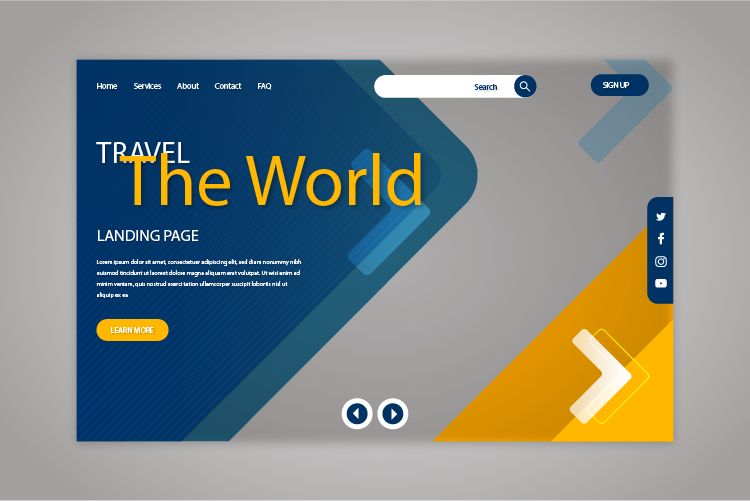 Home Services About Contact FAQ
Search
SIGN UP
TRAVEL
The World
LANDING PAGE
Lorem ipsum dolor sit amet, consectetuer adipiscing elit, sed diam nonummy nibh
euismod tincidunt ut laoreet dolore magna aliquam erat volutpat. Ut wisi enim ad
minim veniam, quis nostrud exerci tation ullamcorper suscipit lobortis nisl ut
aliquip ex ea
LEARN MORE